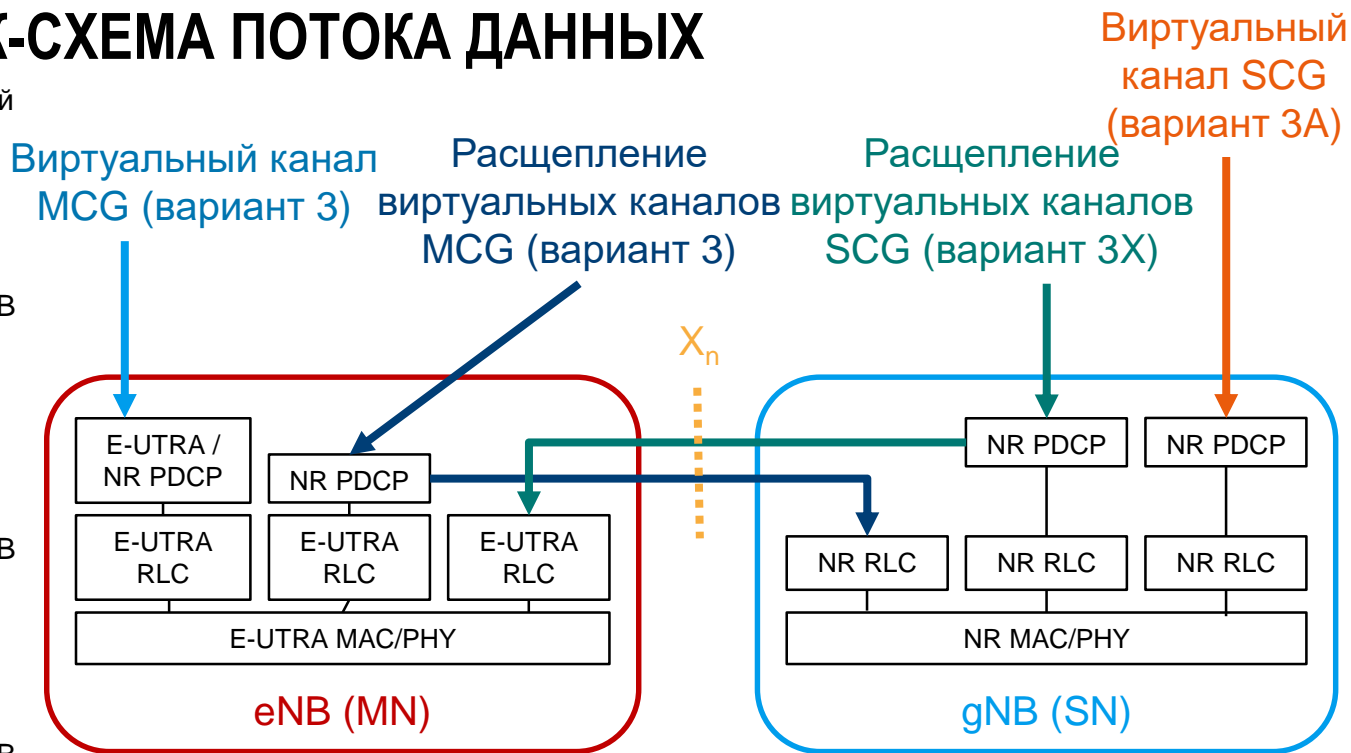 К-СХЕМА ПОТОКА ДАННЫХ
й
В
В
В
Виртуальный
канал SCG
(вариант 3А)
Виртуальный канал
MCG (вариант 3)
Расщепление
виртуальных каналов
MCG (вариант 3)
Расщепление
виртуальных каналов
SCG (вариант 3X)
Xn
E-UTRA /
NR PDCP
NR PDCP
NR PDCP
NR PDCP
E-UTRA
RLC
E-UTRA
RLC
E-UTRA
RLC
NR RLC
NR RLC
NR RLC
E-UTRA MAC/PHY
NR MAC/PHY
eNB (MN)
gNB (SN)